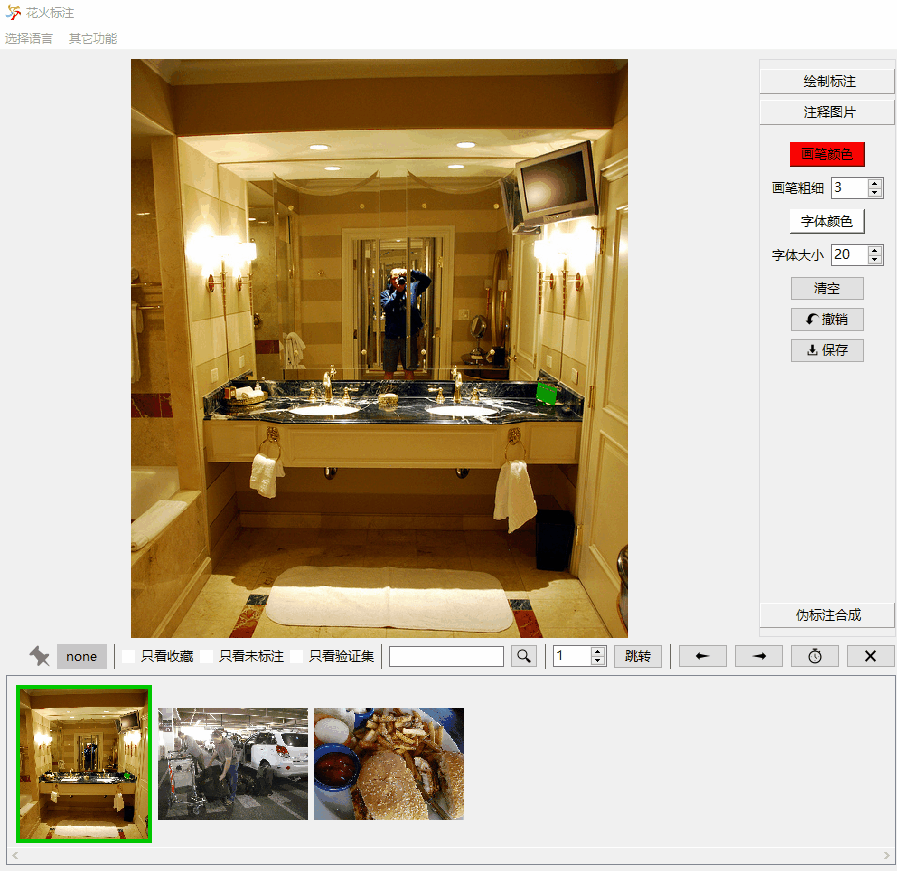 花火标注
选择语言 其它功能
绘制标注
注释图片
画笔颜色
画笔粗细 3
字体颜色
字体大小 20
清空
撤销
保存
伪标注合成
none 只看收藏 只看未标注 只看验证集 1 跳转